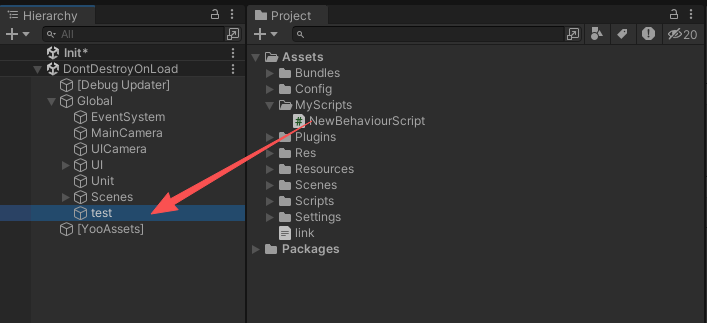 Hierarchy
All
Init*
DontDestroyOnLoad
[Debug Updater]
Global
EventSystem
MainCamera
UICamera
UI
Unit
Scenes
test
[YooAssets]
Project
20
Assets
Bundles
Config
MyScripts
NewBehaviourScript
Plugins
Res
Resources
Scenes
Scripts
Settings
link
Packages